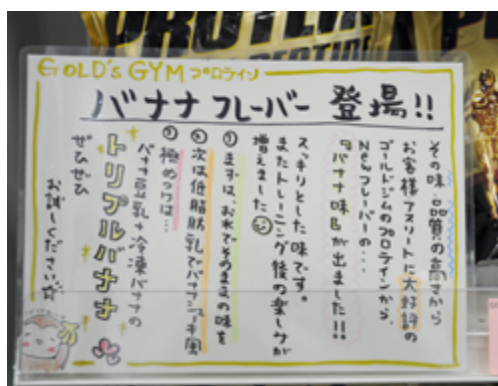 PROTEIN
GOLD's GYM プロテイン
バナナ フレーバー 登場!!
その味、品質の高さから
お客様アスリートに大好評の
ゴールドジムのプロテインから、
Newフレーバーの…
『バナナ味』が出ました!!
スッキリとした味です。
またトレーニング後の楽しみが
増えました
① まずは、お水でそのままの味を
② 次は低脂肪乳でバナナジュース風
③ 極めつけは…
バナナ豆乳+冷凍バナナの
トリプルバナナ
ぜひぜひ
お試しください☆